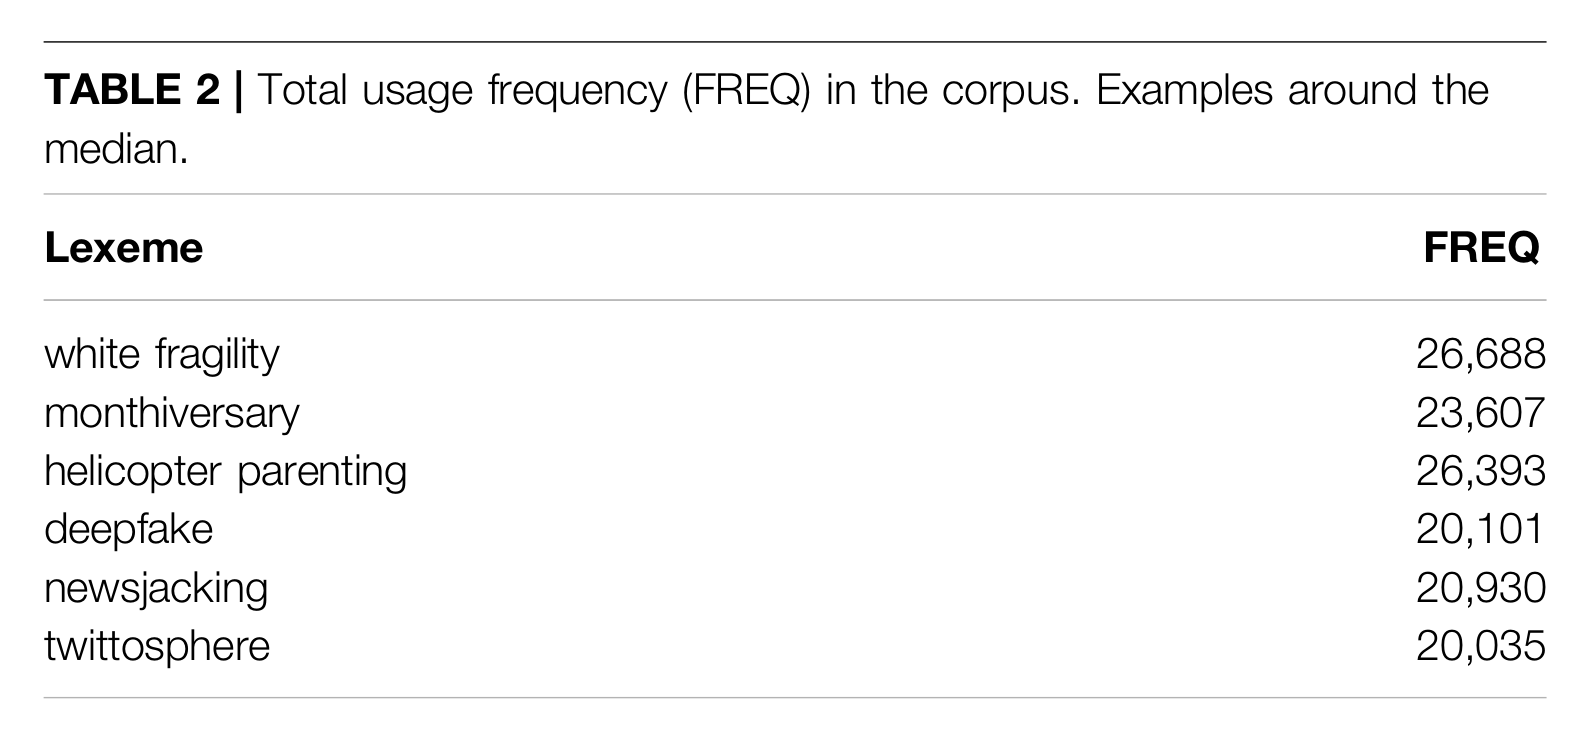 TABLE 2 | Total usage frequency (FREQ) in the corpus. Examples around the
median.
Lexeme FREQ
white fragility 26,688
monthiversary 23,607
helicopter parenting 26,393
deepfake 20,101
newsjacking 20,930
twittosphere 20,035